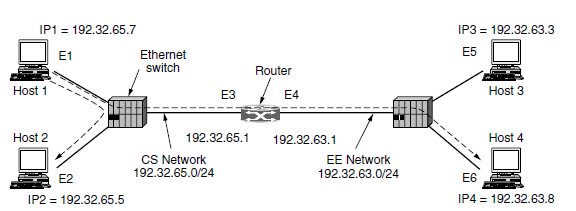 IP1 = 192.32.65.7
E1
Host 1
Ethernet
switch
Host 2
E2
IP2 = 192.32.65.5
Router
E3
E4
192.32.65.1
192.32.63.1
CS Network
192.32.65.0/24
EE Network
192.32.63.0/24
IP3 = 192.32.63.3
E5
Host 3
Host 4
E6
IP4 = 192.32.63.8